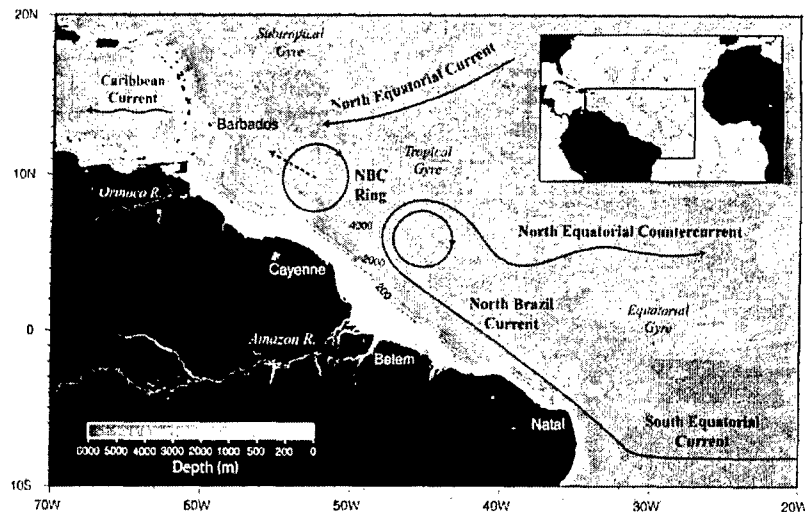 20N
10N
0
10S
70W
60W
50W
40W
30W
20W
Subtropical
Gyre
Caribbean
Current
North Equatorial Current
Barbados
Tropical
Gyre
NBC
Ring
Orinoco R.
4000
2000
200
North Equatorial Countercurrent
Cayenne
North Brazil
Current
Equatorial
Gyre
Amazon R.
Belem
Natal
South Equatorial
Current
6000 5000 4000 3000 2000 1000 500 200 0
Depth (m)